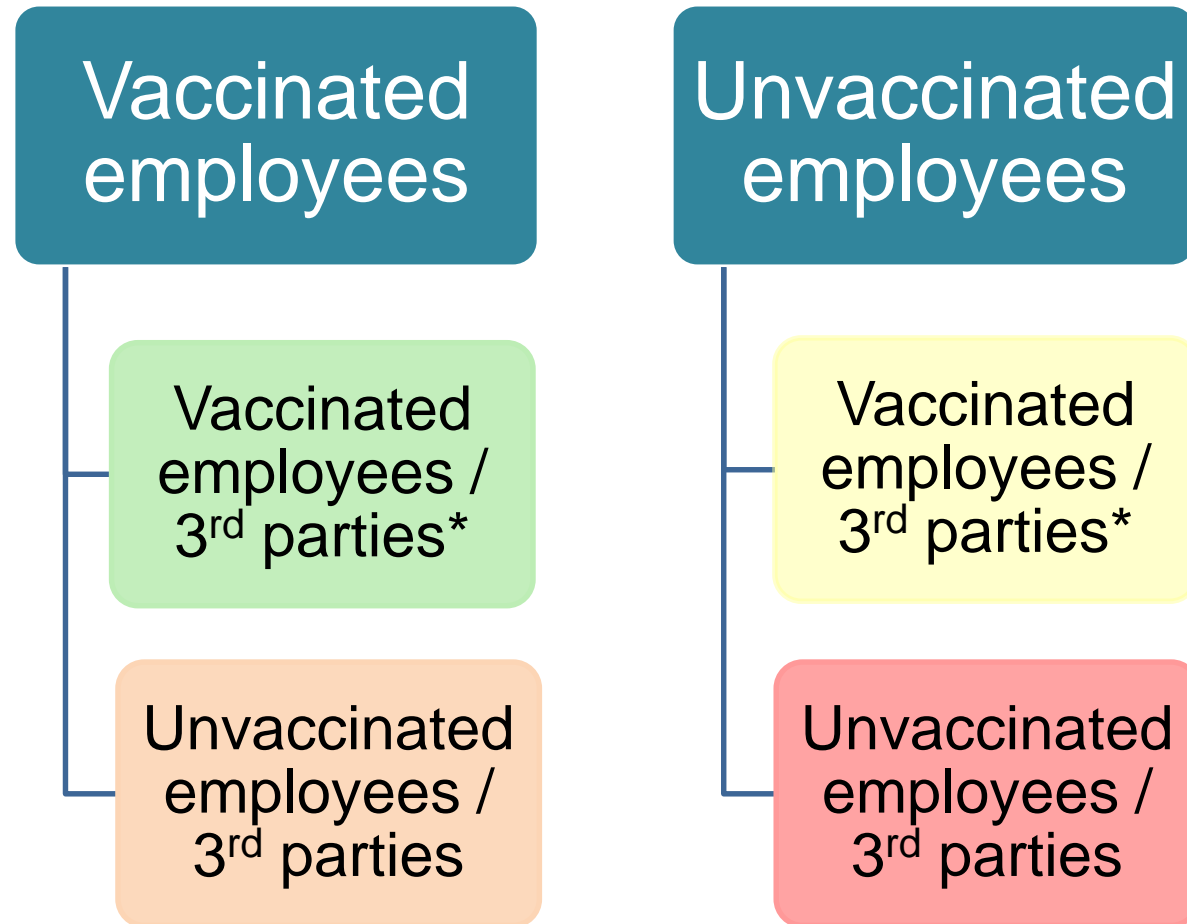 Vaccinated
employees
Vaccinated
employees /
3rd parties*
Unvaccinated
employees /
3rd parties
Unvaccinated
employees
Vaccinated
employees /
3rd parties*
Unvaccinated
employees /
3rd parties